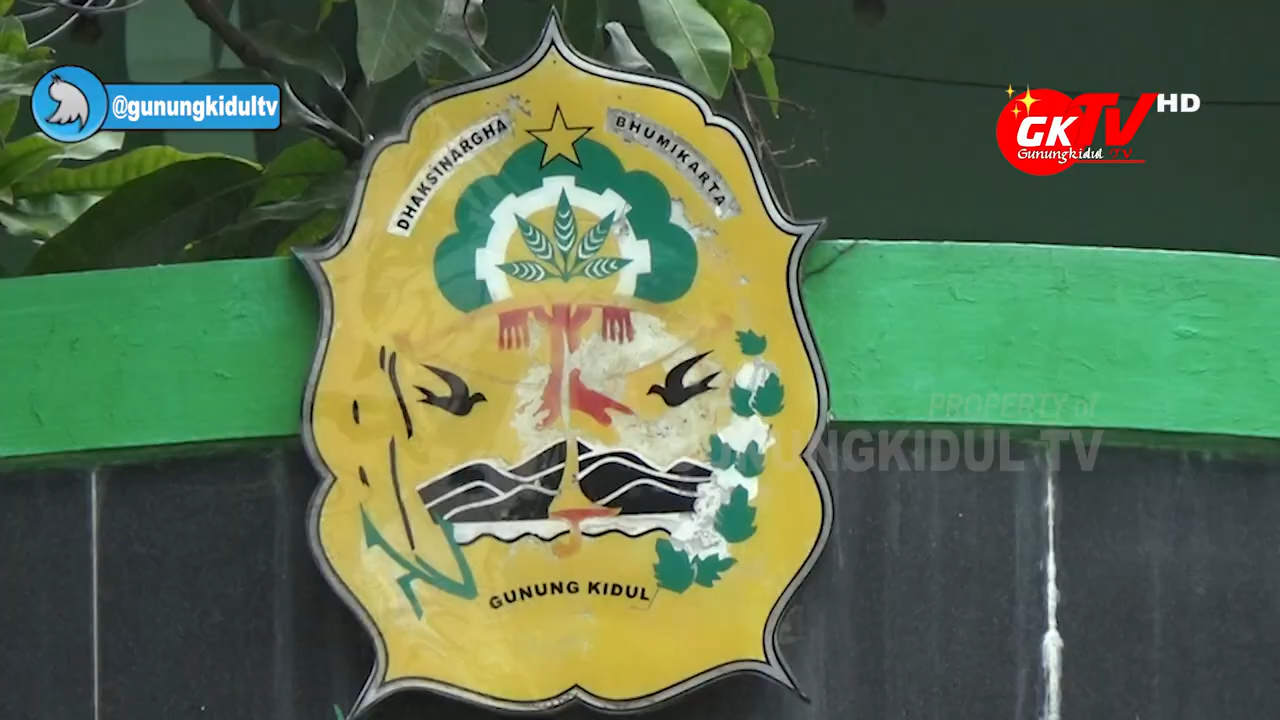 @gunungkidultv
GKTV HD
Gunungkidul TV
DHAKSINARGHA
BHUMIKARTA
PROPERTY of
GUNUNGKIDUL TV
GUNUNG KIDUL